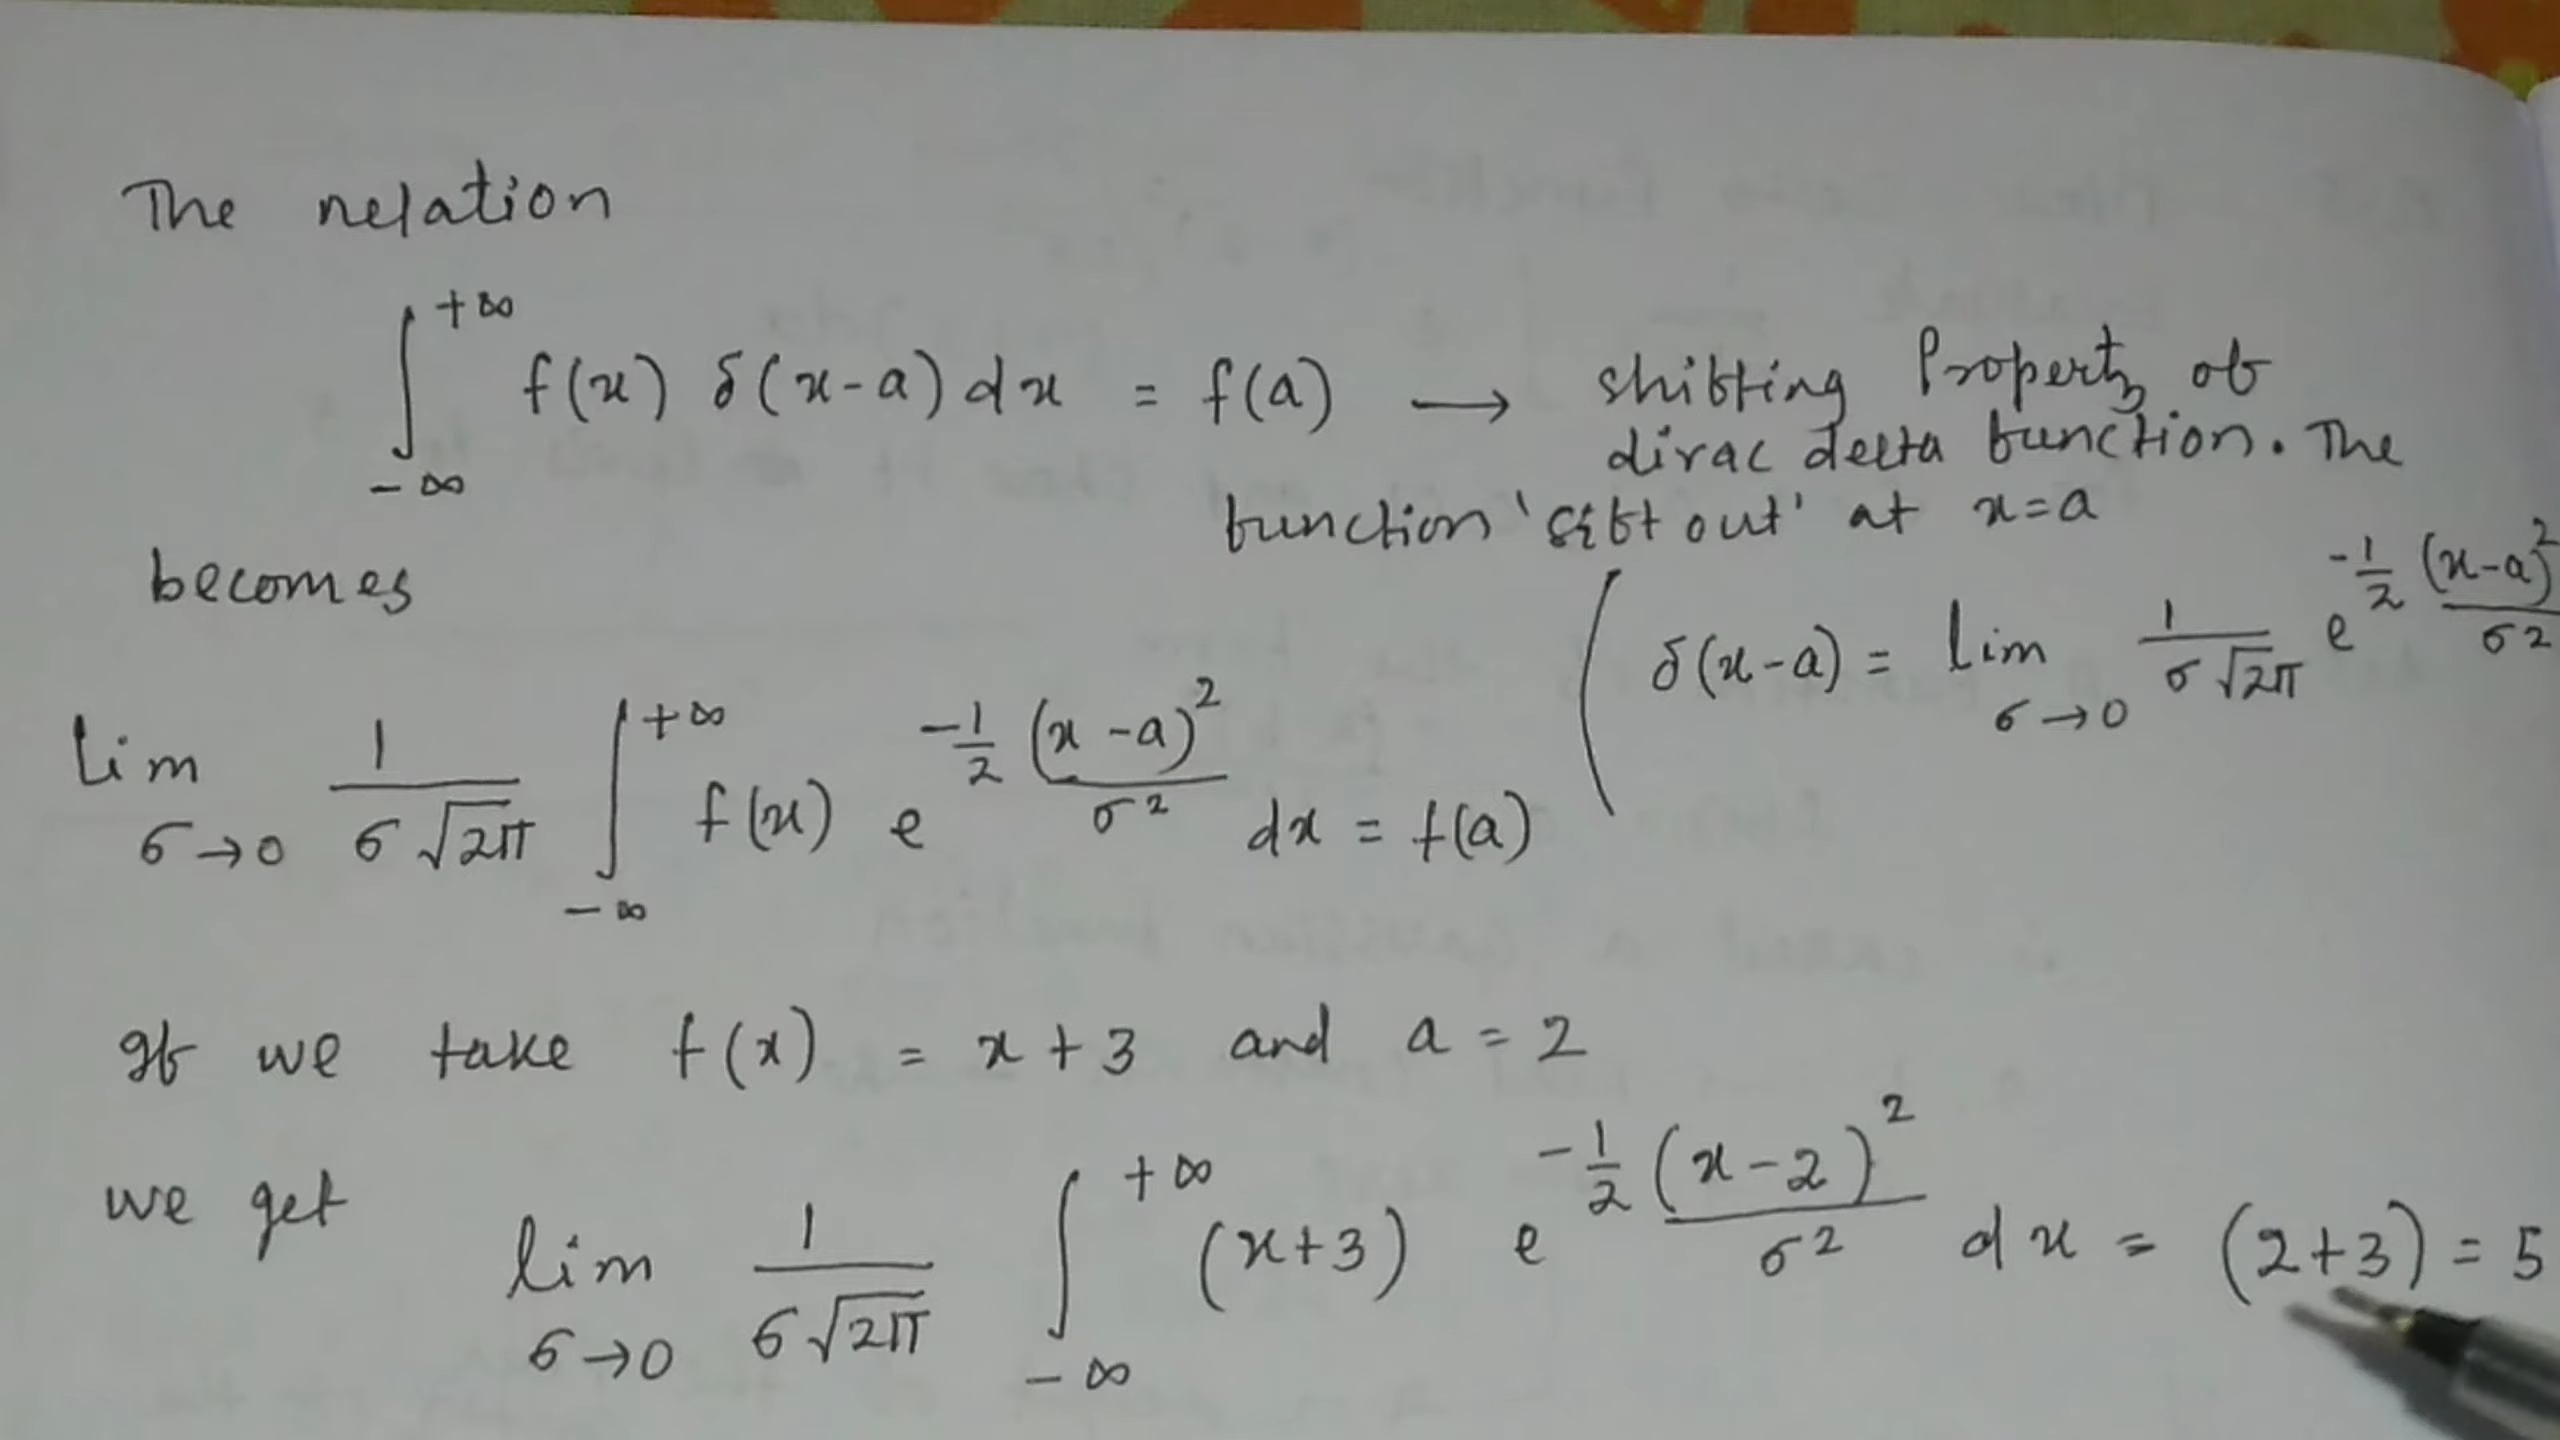 The relation
∫_{-∞}^{+∞} f(x) δ(x-a) dx = f(a) → shifting Property of
dirac delta function. The
function 'sift out' at x=a
becomes
lim_{σ→0} 1/(σ√2π) ∫_{-∞}^{+∞} f(x) e^{-1/2 (x-a)²/σ²} dx = f(a) ( δ(x-a) = lim_{σ→0} 1/(σ√2π) e^{-1/2 (x-a)²/σ²}
If we take f(x) = x+3 and a = 2
we get lim_{σ→0} 1/(σ√2π) ∫_{-∞}^{+∞} (x+3) e^{-1/2 (x-2)²/σ²} dx = (2+3) = 5